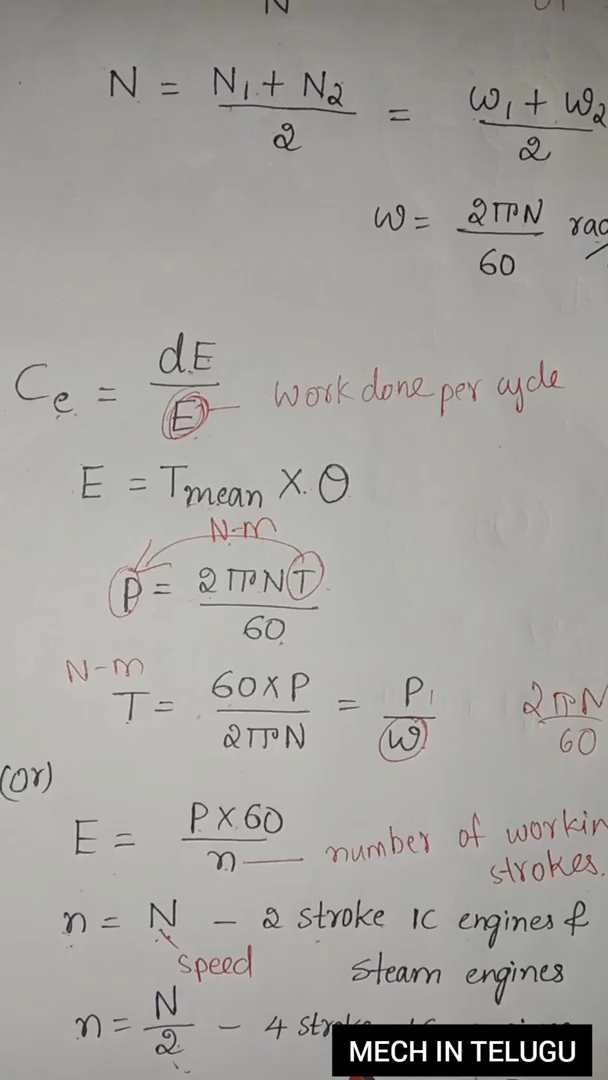 N
N = N₁ + N₂ / 2 = ω₁ + ω₂ / 2
ω = 2πN / 60
Cₑ = dE / E — work done per cycle
E = Tmean × θ
N-m
P = 2πNT / 60
N-m
T = 60×P / 2πN = P / ω 2πN / 60
(Or)
E = P×60 / n — number of
strokes.
n = N – 2 stroke IC engines &
speed steam engines
n = N / 2 – 4
MECH IN TELUGU